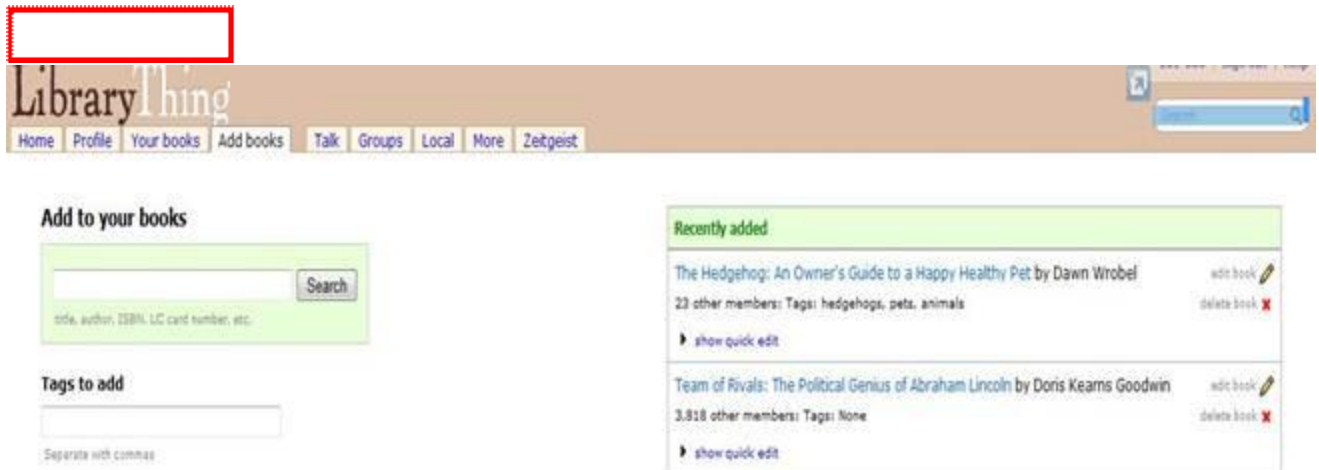 LibraryThing
Home Profile Your books Add books Talk Groups Local More Zeitgeist
Search
Add to your books
Search
title, author, ISBN, LC card number, etc.
Tags to add
Separate with commas
Recently added
The Hedgehog: An Owner's Guide to a Happy Healthy Pet by Dawn Wrobel
edit book
23 other members: Tags: hedgehogs, pets, animals
delete book
show quick edit
Team of Rivals: The Political Genius of Abraham Lincoln by Doris Kearns Goodwin
edit book
3,818 other members: Tags: None
delete book
show quick edit